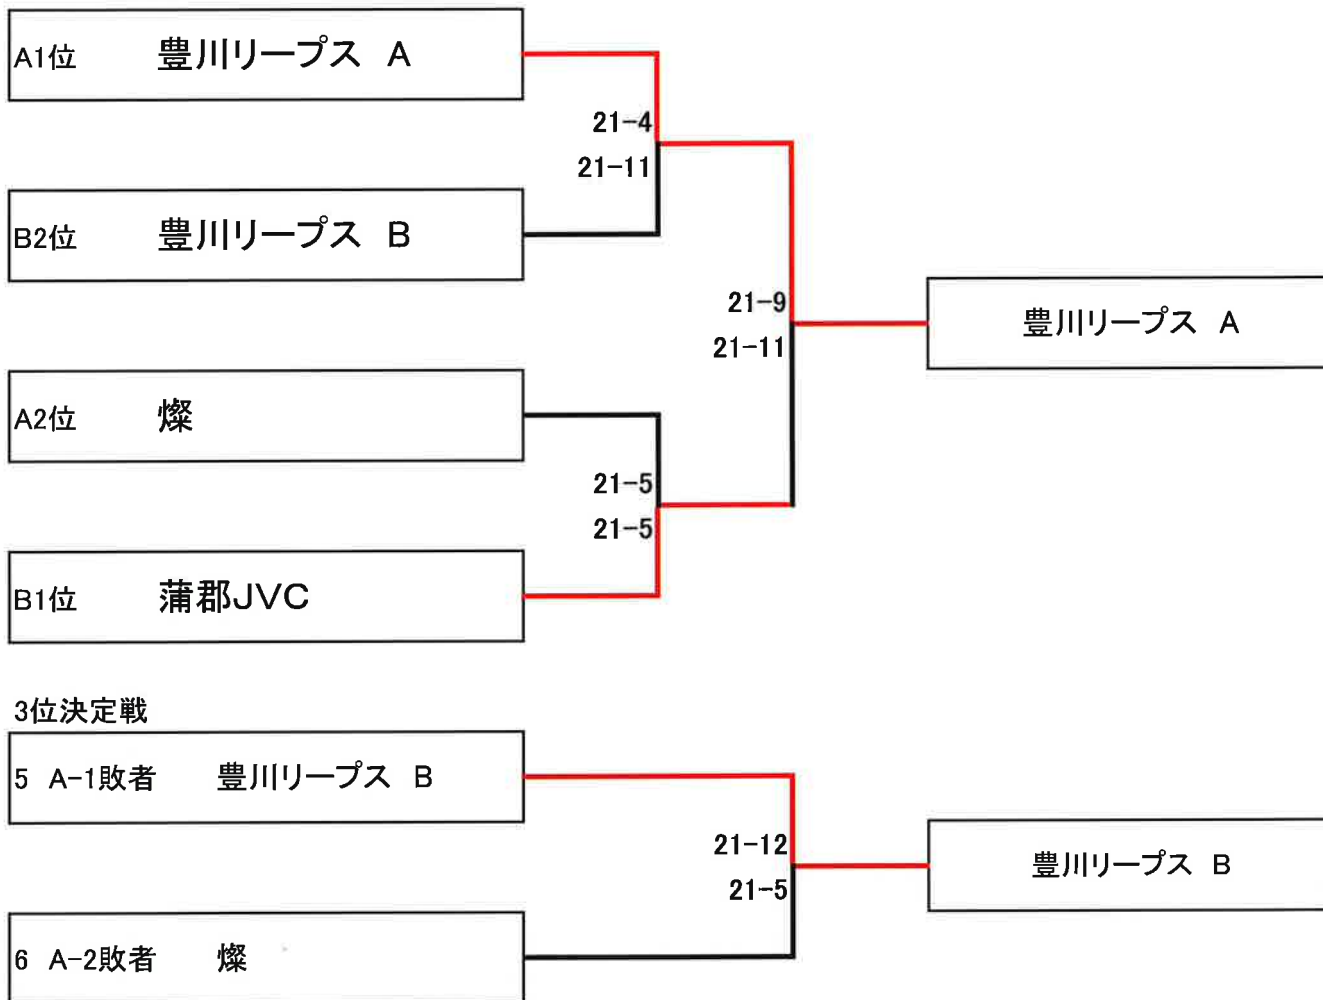 A1位 豊川リープス A
21-4
21-11
B2位 豊川リープス B
21-9
21-11
豊川リープス A
A2位 燦
21-5
21-5
B1位 蒲郡JVC
3位決定戦
5 A-1敗者 豊川リープス B
21-12
21-5
豊川リープス B
6 A-2敗者 燦